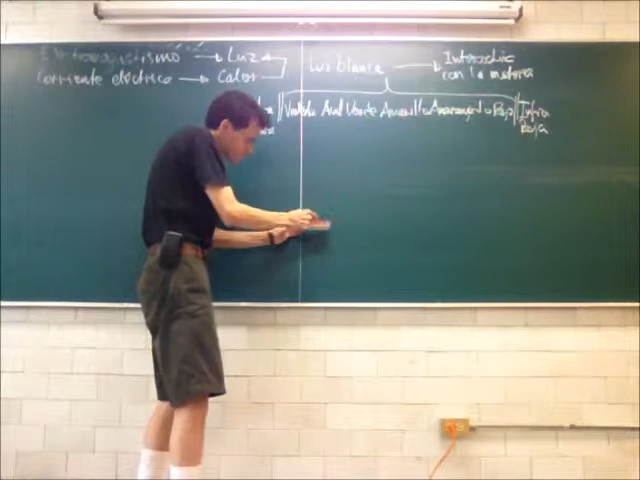 Electromagnetismo → Luz
Corriente eléctrica → Calor
Luz blanca → Interacción
con la materia
Violeta Azul Verde Amarillo Anaranjado Rojo Infra
Roja